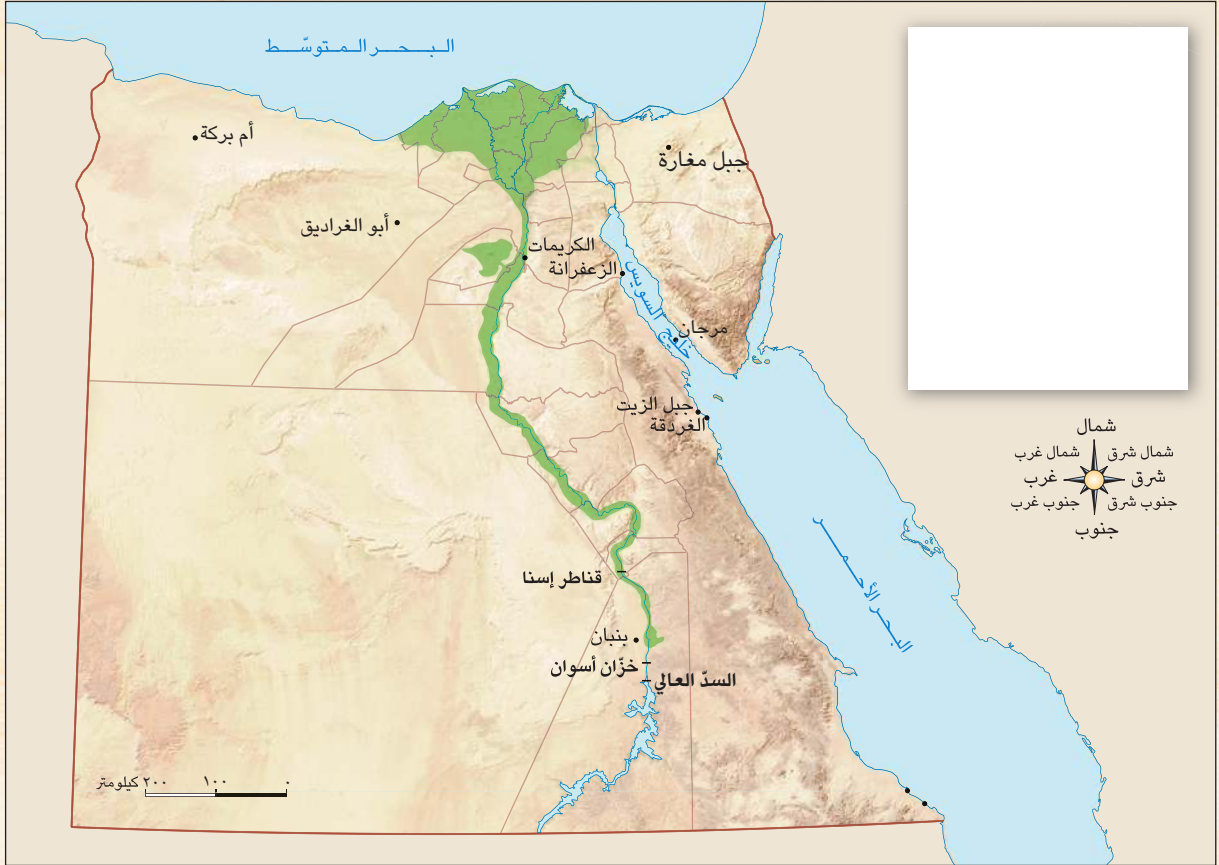 البحر المتوسّط
أم بركة
جبل مغارة
أبو الغراديق
الكريمات
الزعفرانة
خليج السويس
مرجان
جبل الزيت
الغردقة
شمال
شمال غرب
شمال شرق
غرب
شرق
جنوب غرب
جنوب شرق
جنوب
البحر الأحمر
قناطر إسنا
بنبان
خزّان أسوان
السدّ العالي
٠ ١٠٠ ٢٠٠ كيلومتر